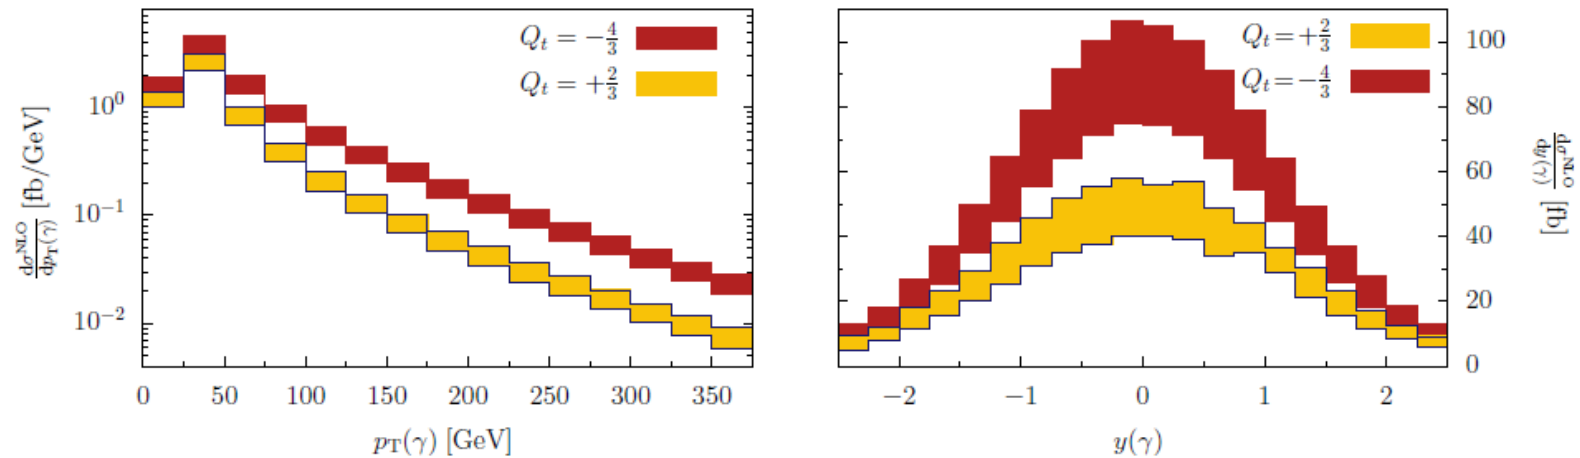 Q_t = −4/3
Q_t = +2/3
10^0
10^−1
10^−2
dσ^NLO/dp_T(γ) [fb/GeV]
0 50 100 150 200 250 300 350
p_T(γ) [GeV]
Q_t = +2/3
Q_t = −4/3
100
80
60
40
20
0
dσ^NLO/dy(γ) [fb]
−2 −1 0 1 2
y(γ)